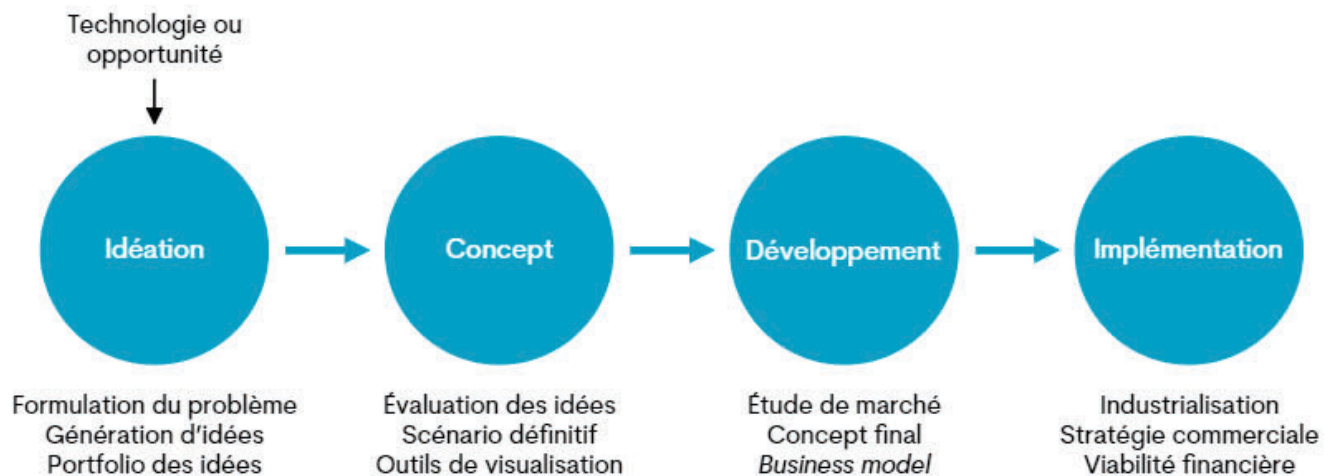 Technologie ou
opportunité
Idéation
Concept
Développement
Implémentation
Formulation du problème
Génération d'idées
Portfolio des idées
Évaluation des idées
Scénario définitif
Outils de visualisation
Étude de marché
Concept final
Business model
Industrialisation
Stratégie commerciale
Viabilité financière